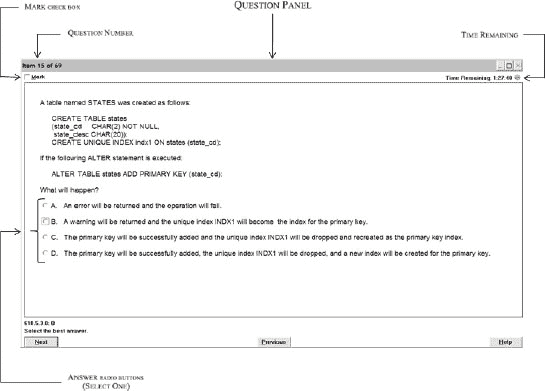 MARK CHECK BOX
QUESTION PANEL
QUESTION NUMBER
TIME REMAINING
Item 15 of 69
Mark
Time Remaining: 1:27:49
A table named STATES was created as follows:
CREATE TABLE states
(state_cd CHAR(2) NOT NULL,
state_desc CHAR(20));
CREATE UNIQUE INDEX indx1 ON states (state_cd);
If the following ALTER statement is executed:
ALTER TABLE states ADD PRIMARY KEY (state_cd);
What will happen?
A. An error will be returned and the operation will fail.
B. A warning will be returned and the unique index INDX1 will become the index for the primary key.
C. The primary key will be successfully added and the unique index INDX1 will be dropped and recreated as the primary key index.
D. The primary key will be successfully added, the unique index INDX1 will be dropped, and a new index will be created for the primary key.
Select the best answer.
Next
Previous
Help
ANSWER RADIO BUTTONS
(SELECT ONE)